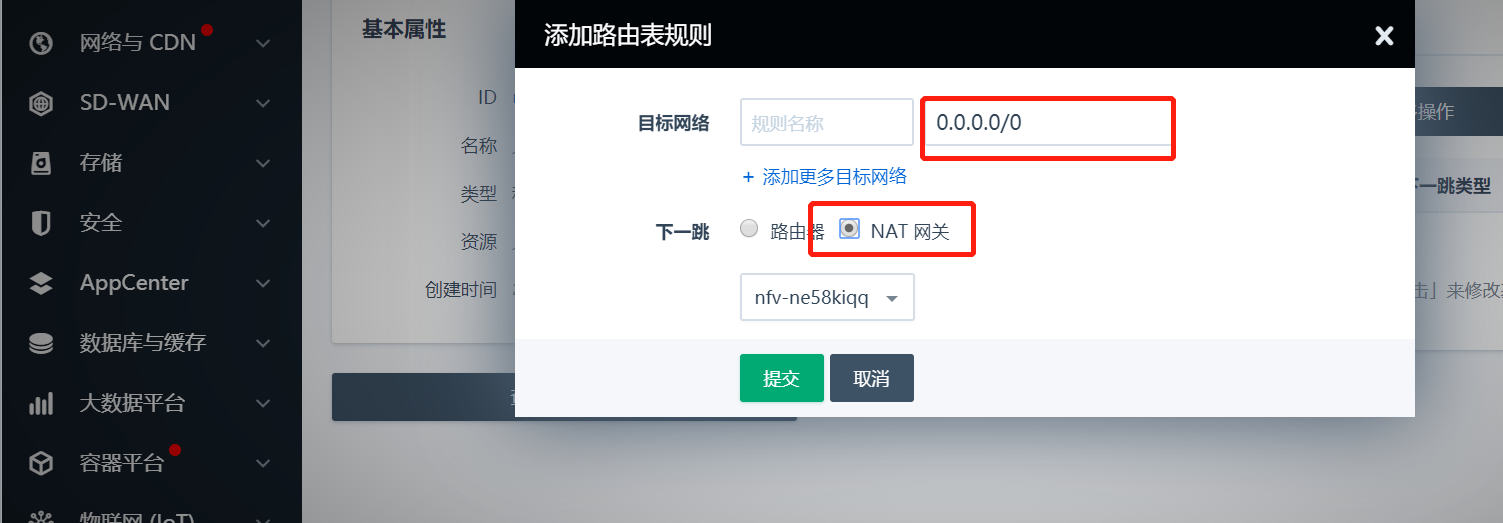 网络与 CDN
SD-WAN
存储
安全
AppCenter
数据库与缓存
大数据平台
容器平台
物联网 (IoT)
基本属性
ID
名称
类型
资源
创建时间
添加路由表规则
目标网络 规则名称 0.0.0.0/0
+ 添加更多目标网络
下一跳 路由器 NAT 网关
nfv-ne58kiqq
提交 取消
操作
下一跳类型
击」来修改